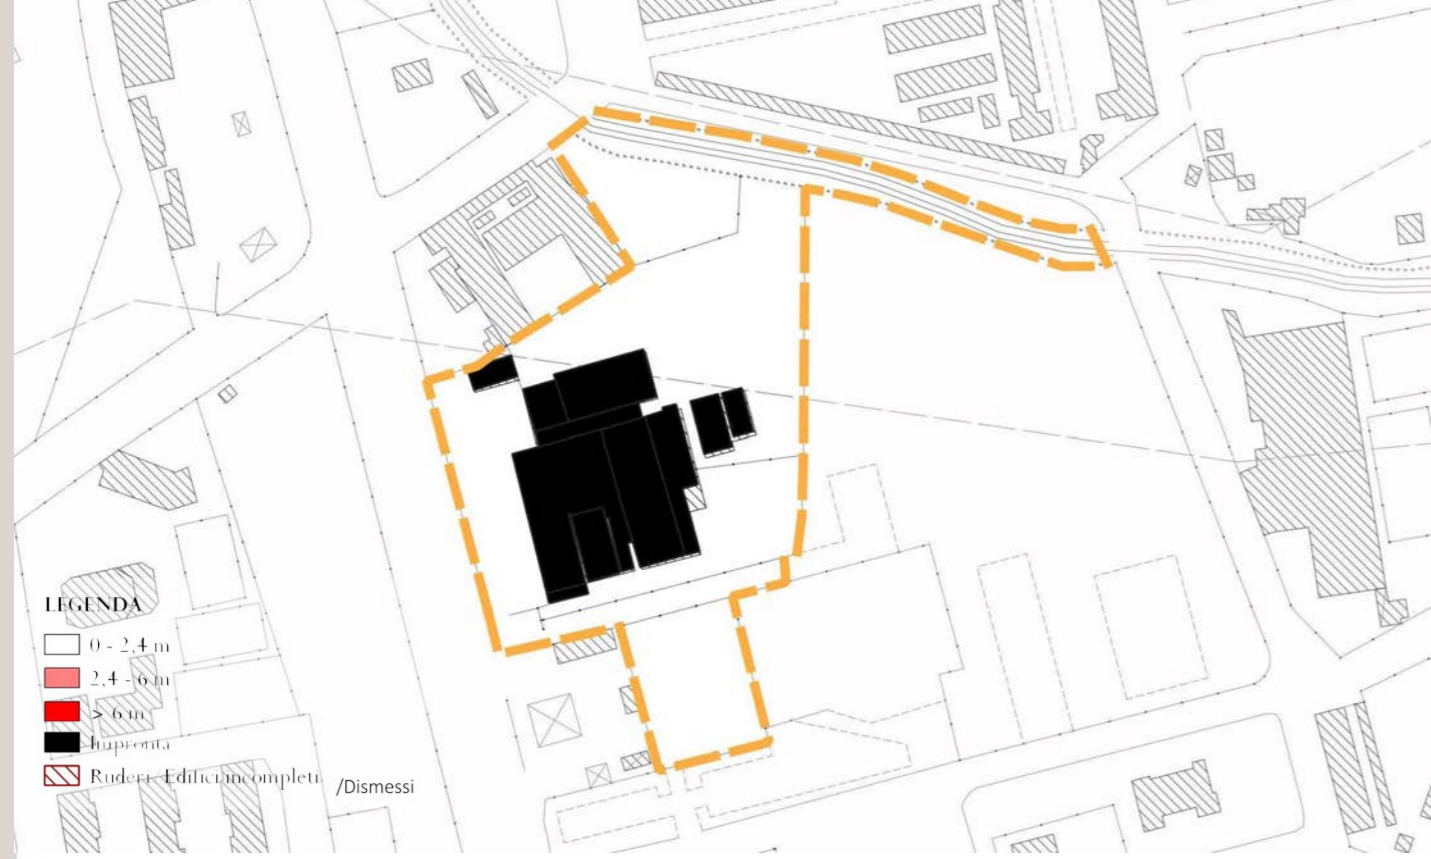 LEGENDA
0 - 2,4 m
2,4 - 6 m
> 6 m
Impronta
Ruderi Edifici incompleti /Dismessi